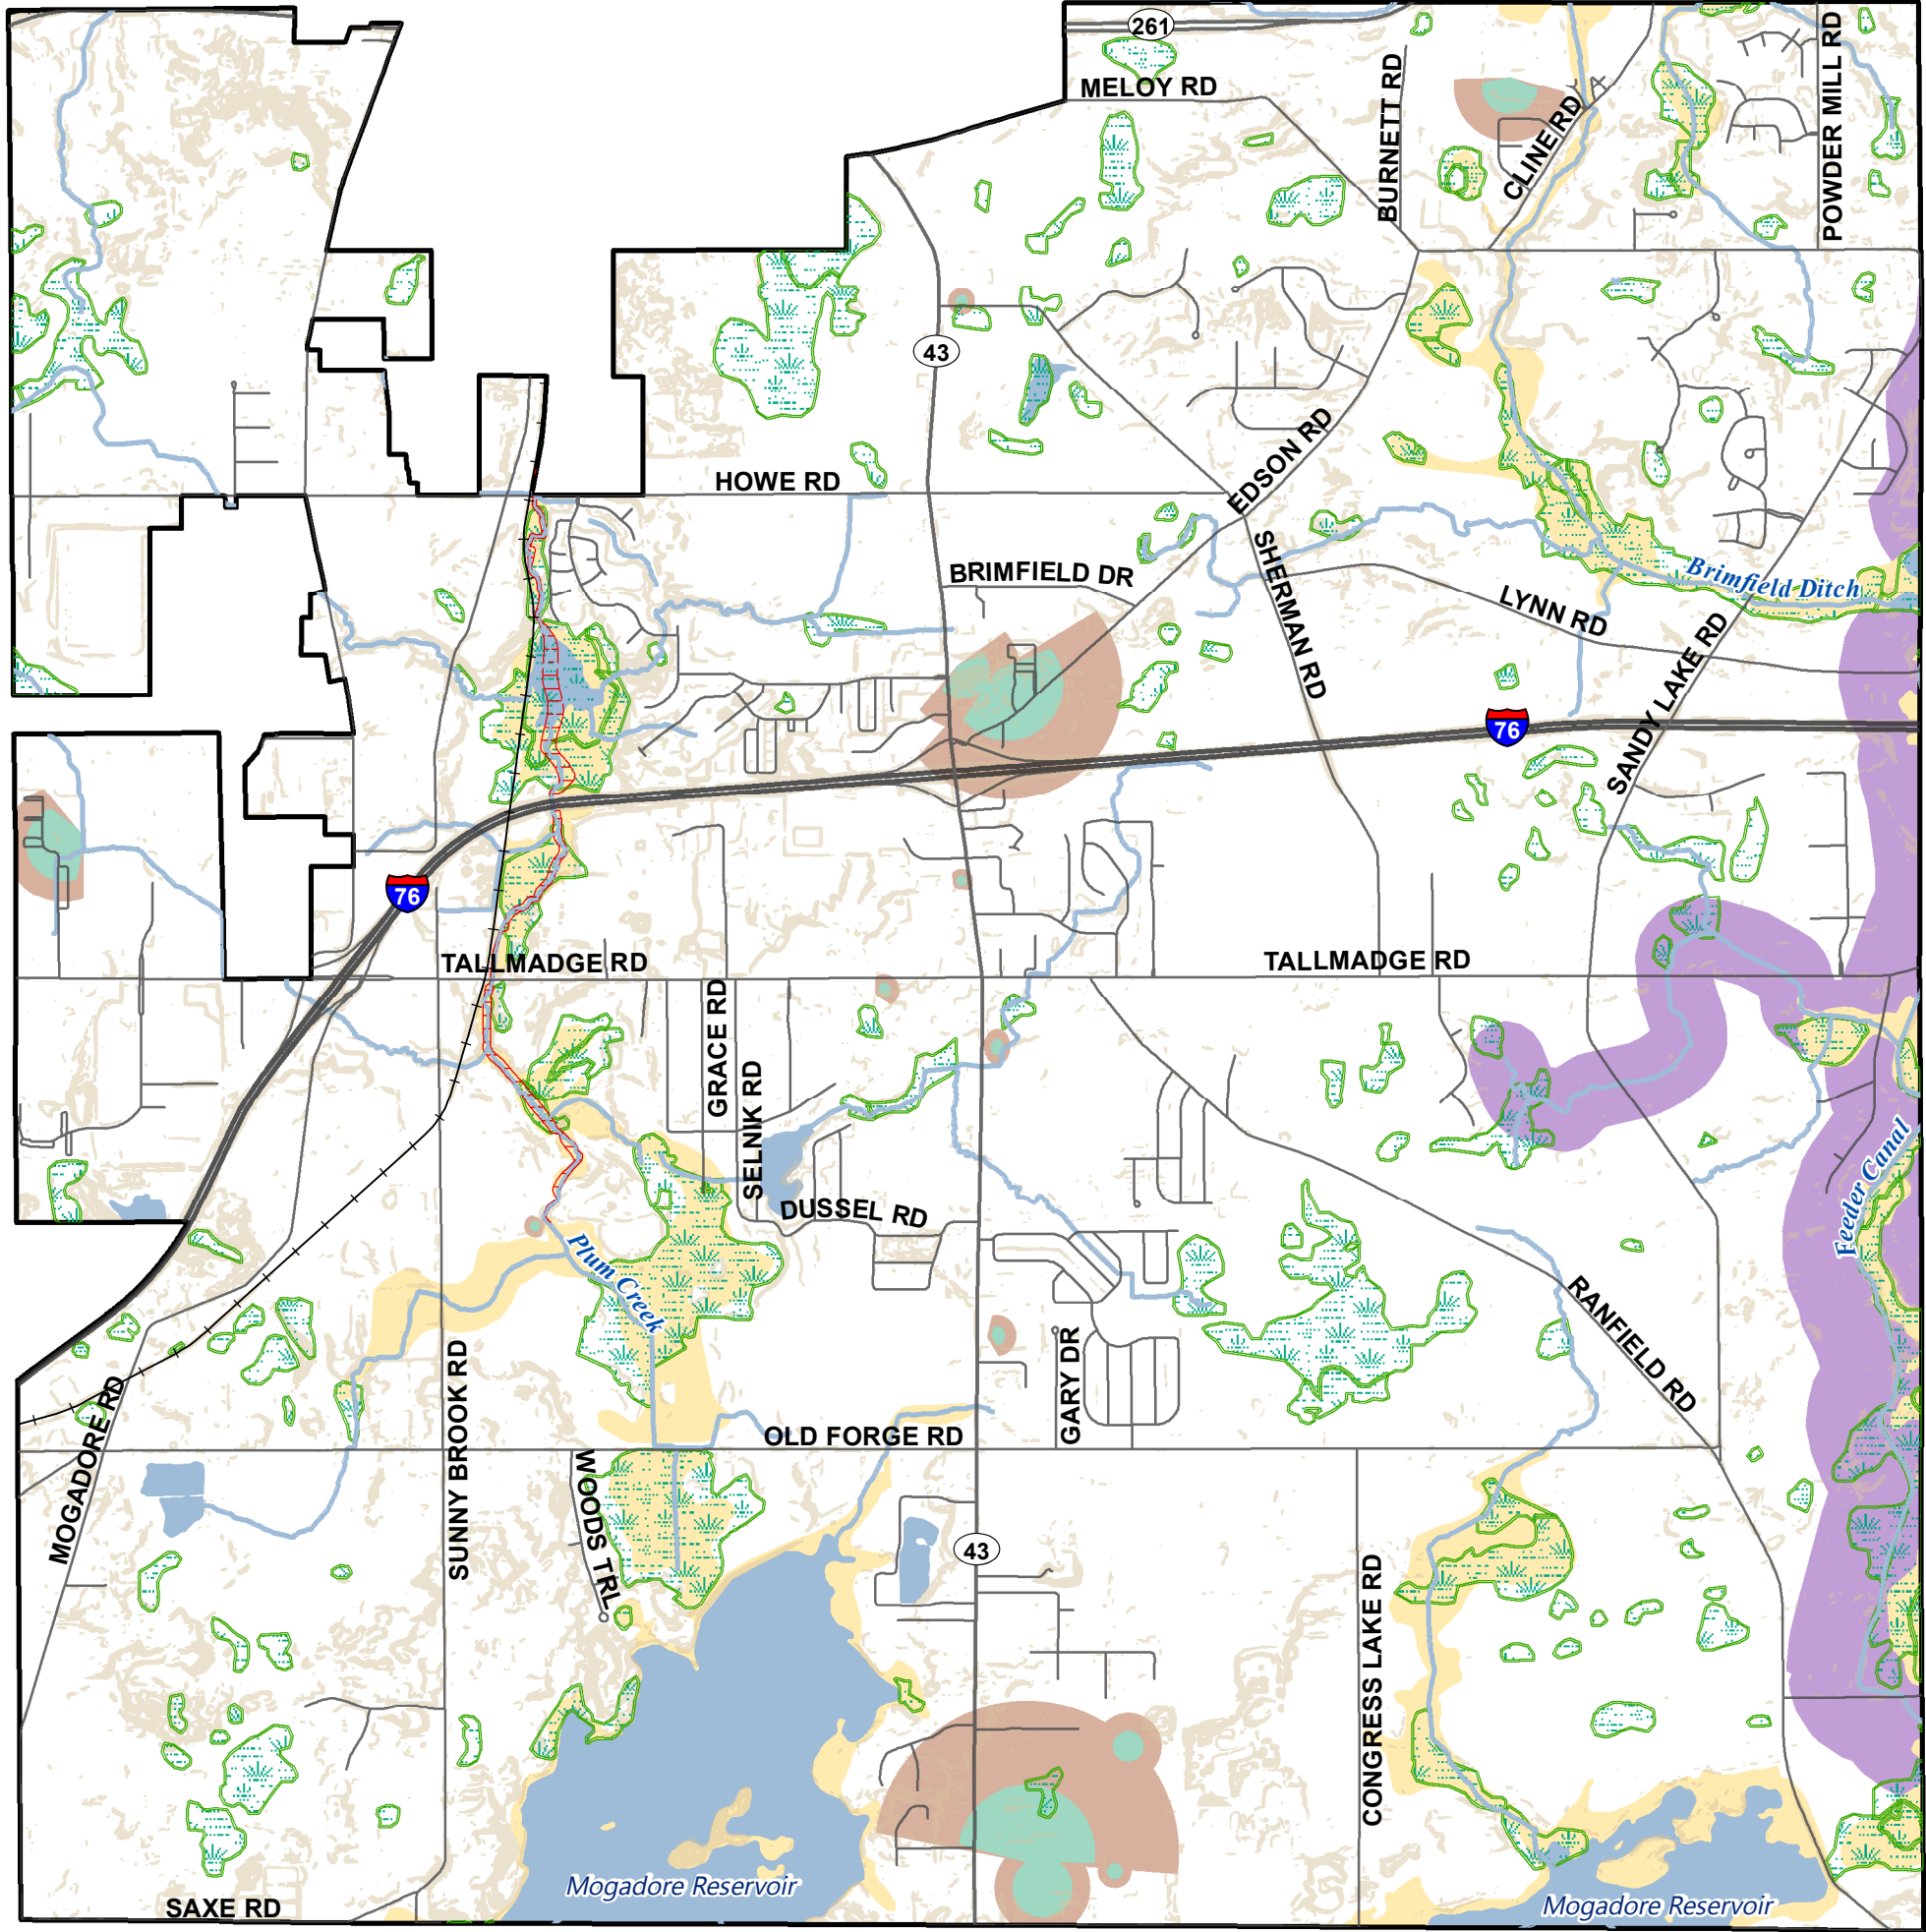 261
MELOY RD
BURNETT RD
CLINE RD
POWDER MILL RD
43
HOWE RD
EDSON RD
BRIMFIELD DR
SHERMAN RD
LYNN RD
Brimfield Ditch
SANDY LAKE RD
76
76
TALLMADGE RD
TALLMADGE RD
GRACE RD
SELNIK RD
DUSSEL RD
Feeder Canal
Plum Creek
RANFIELD RD
GARY DR
MOGADORE RD
SUNNY BROOK RD
OLD FORGE RD
WOODS TRL
43
CONGRESS LAKE RD
Mogadore Reservoir
Mogadore Reservoir
SAXE RD